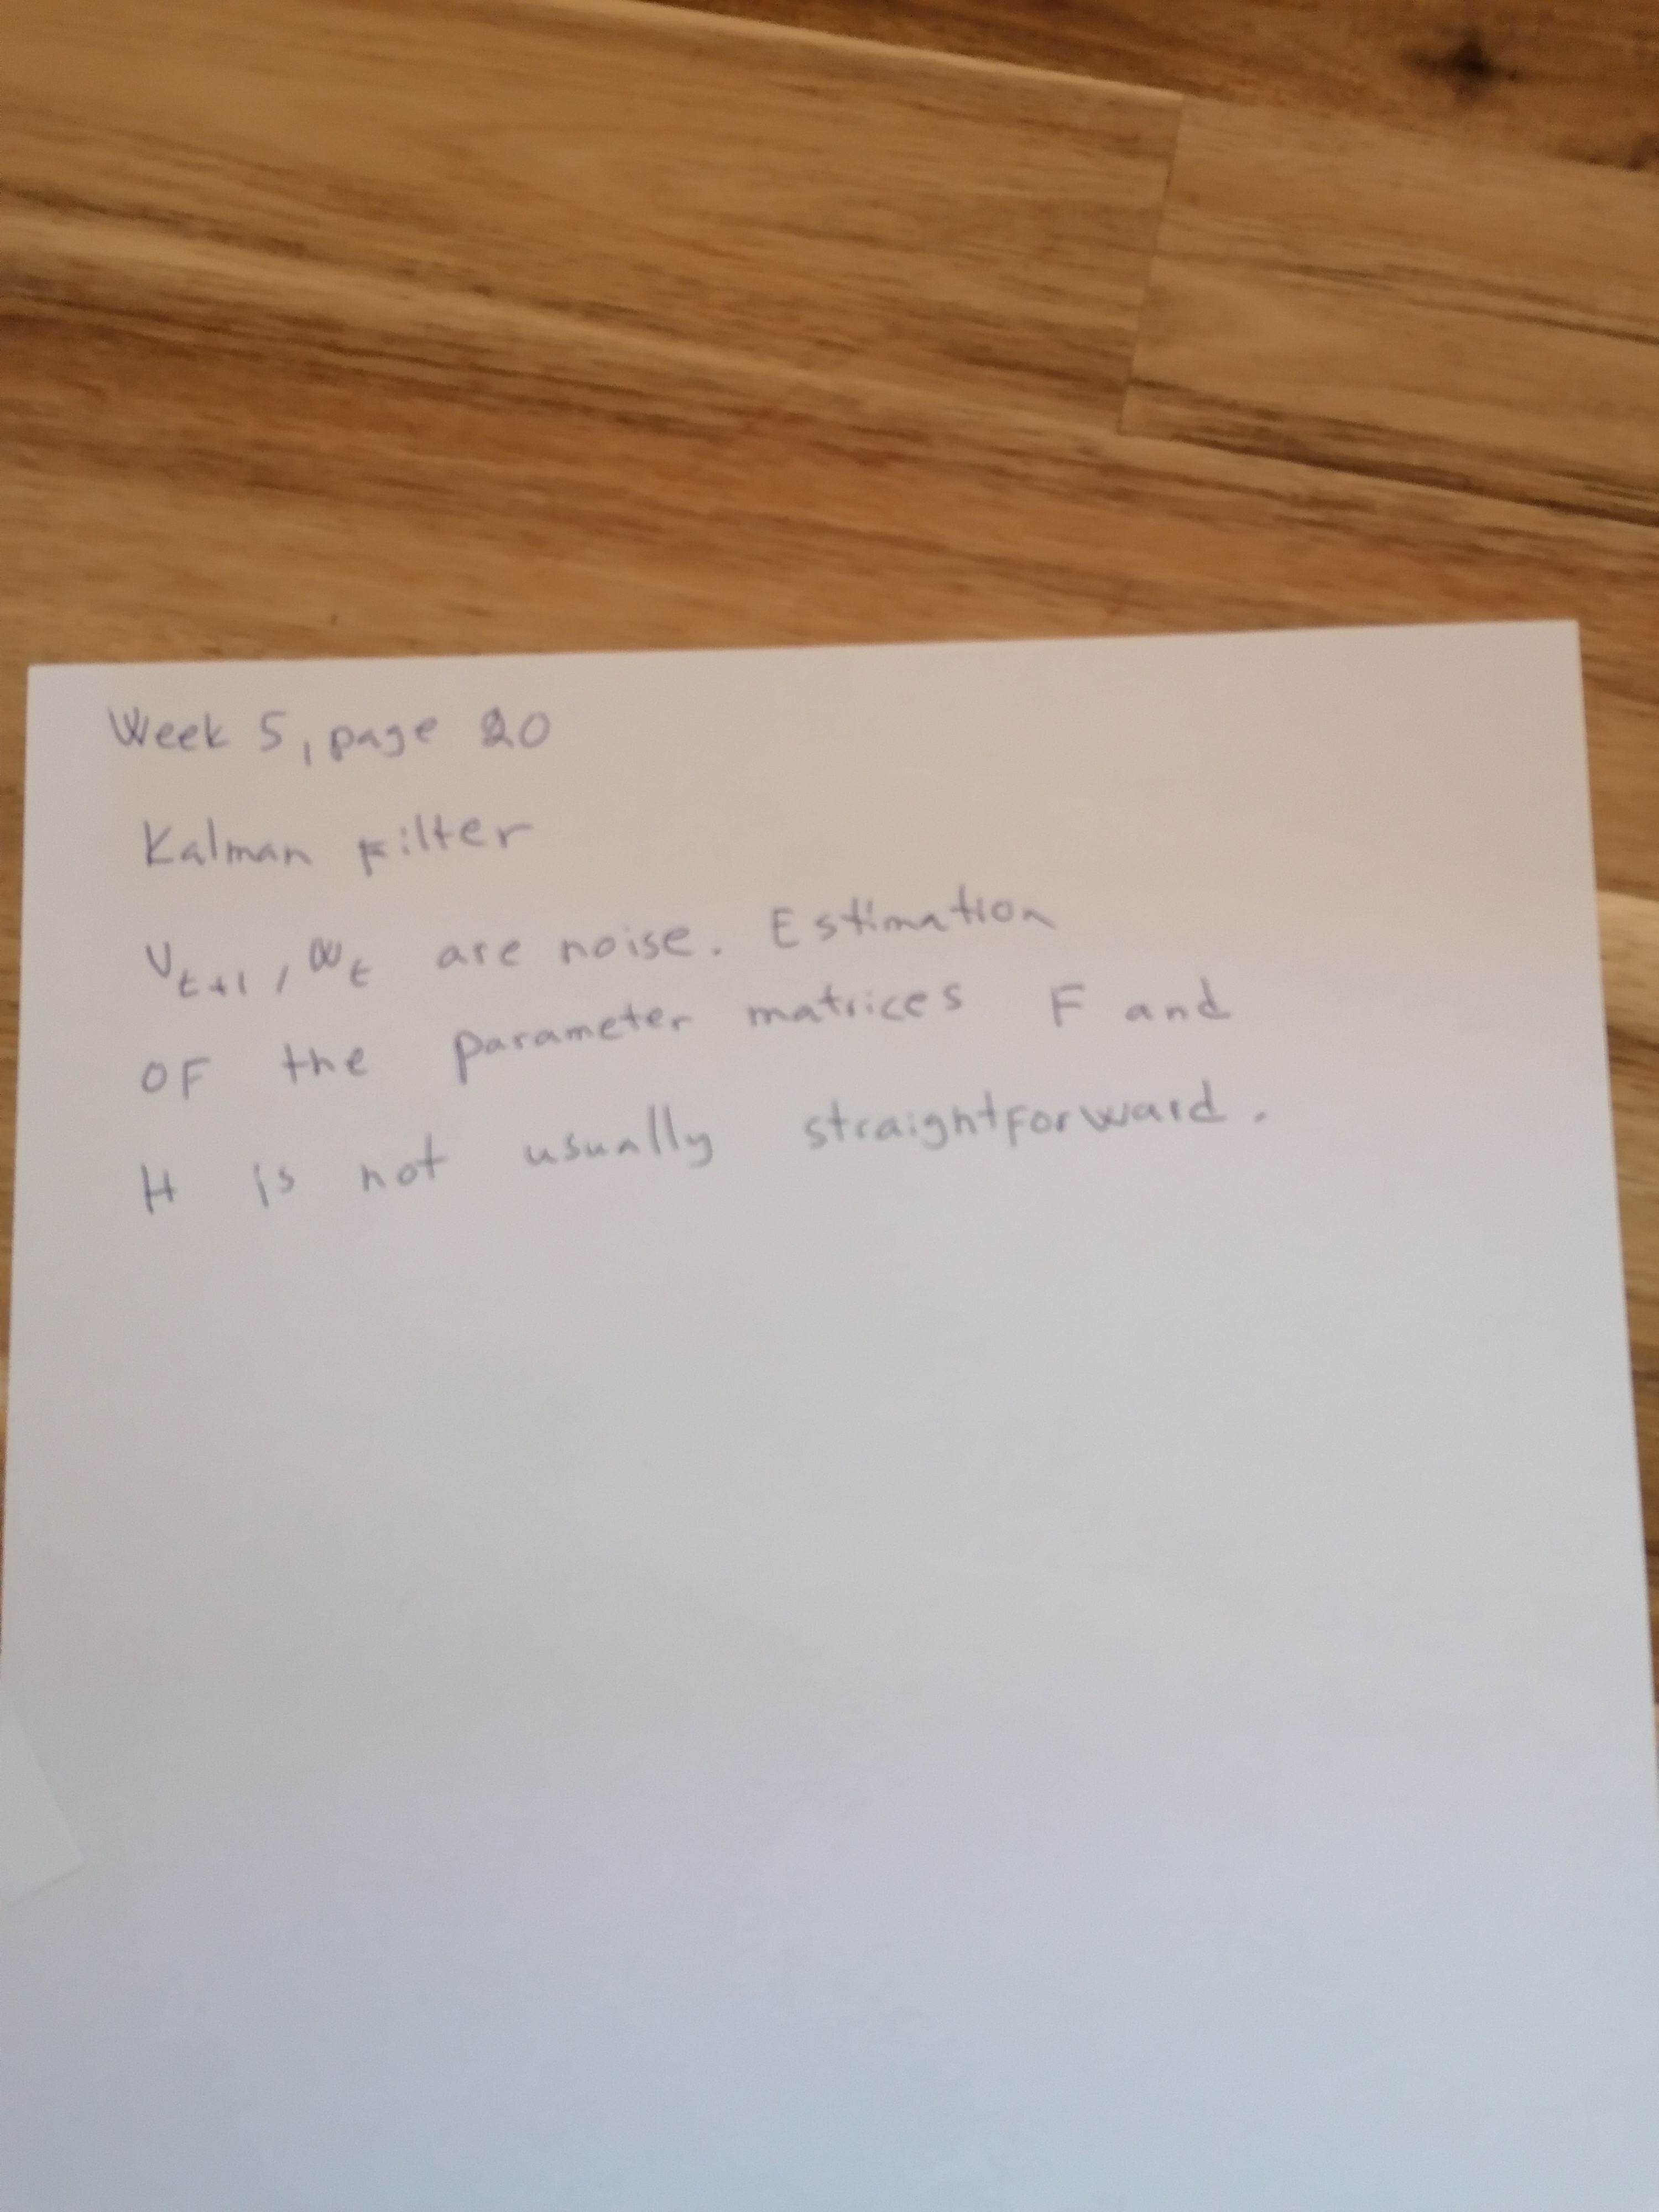 Week 5, page 20
Kalman Filter
V_{t+1}, W_t are noise. Estimation
OF the parameter matrices F and
H is not usually straightforward.